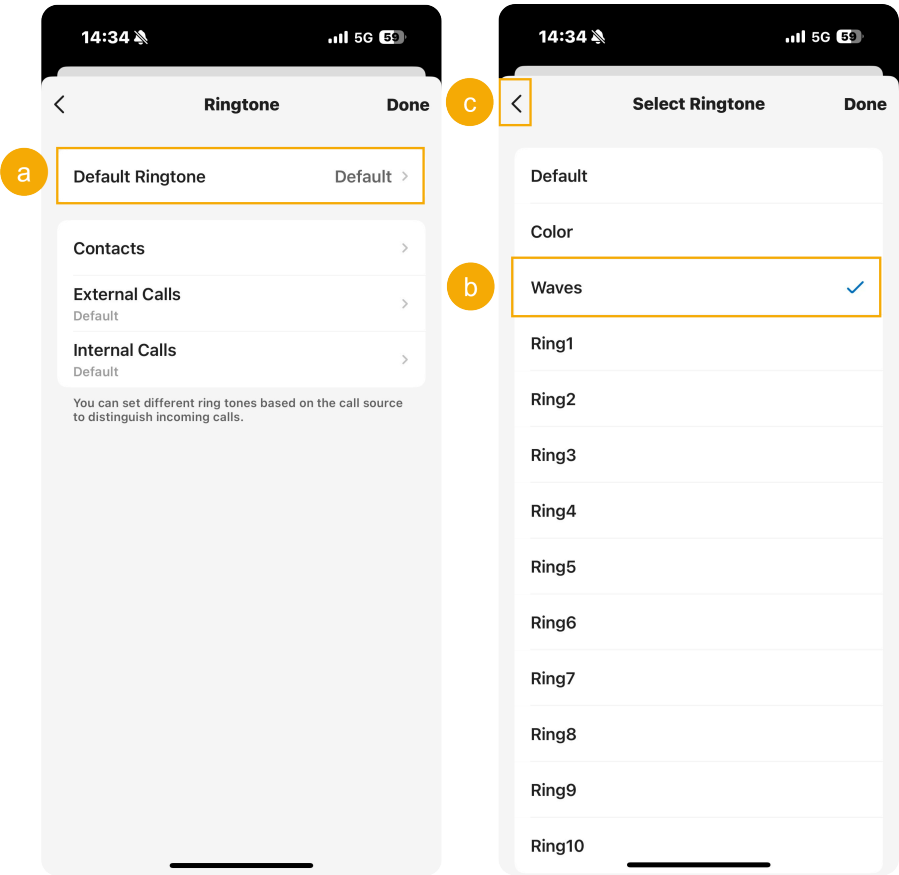 14:34 5G 59
Ringtone Done
a
Default Ringtone Default
Contacts
External Calls
Default
Internal Calls
Default
You can set different ring tones based on the call source
to distinguish incoming calls.
14:34 5G 59
c
Select Ringtone Done
Default
Color
b
Waves
Ring1
Ring2
Ring3
Ring4
Ring5
Ring6
Ring7
Ring8
Ring9
Ring10